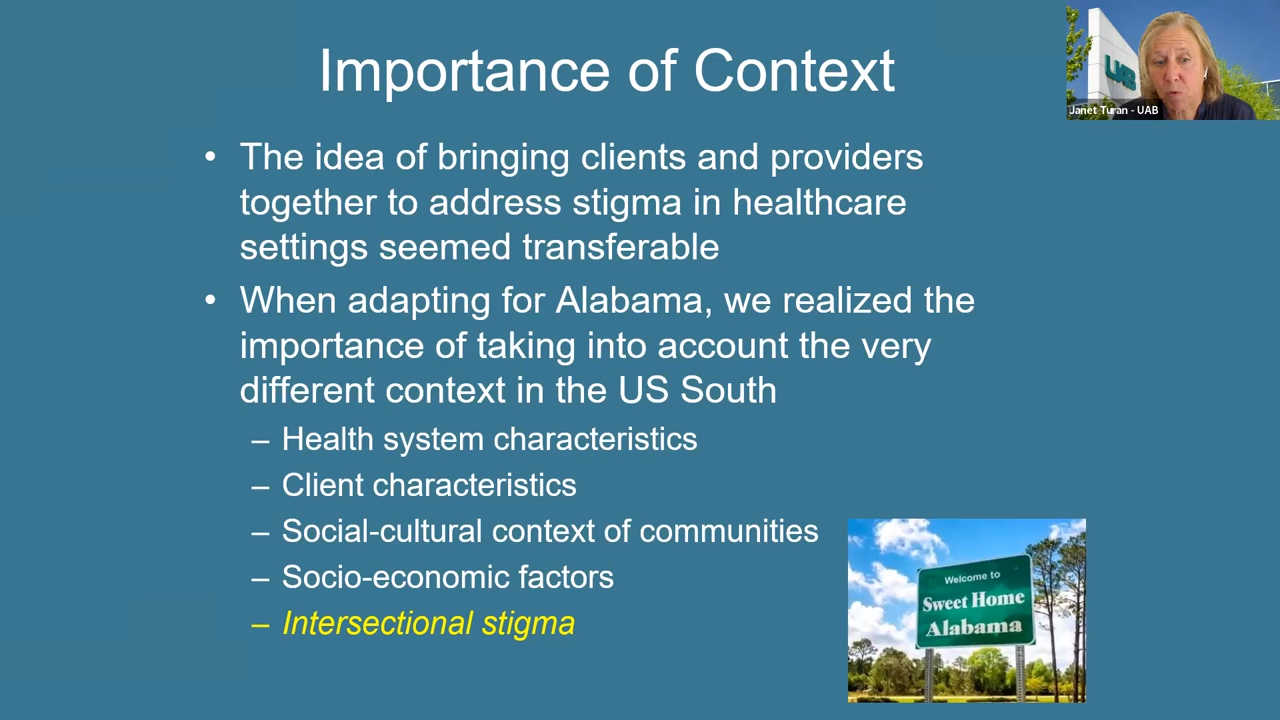 Importance of Context
UAB
Janet Turan - UAB
• The idea of bringing clients and providers
together to address stigma in healthcare
settings seemed transferable
• When adapting for Alabama, we realized the
importance of taking into account the very
different context in the US South
– Health system characteristics
– Client characteristics
– Social-cultural context of communities
– Socio-economic factors
– Intersectional stigma
Welcome to
Sweet Home
Alabama